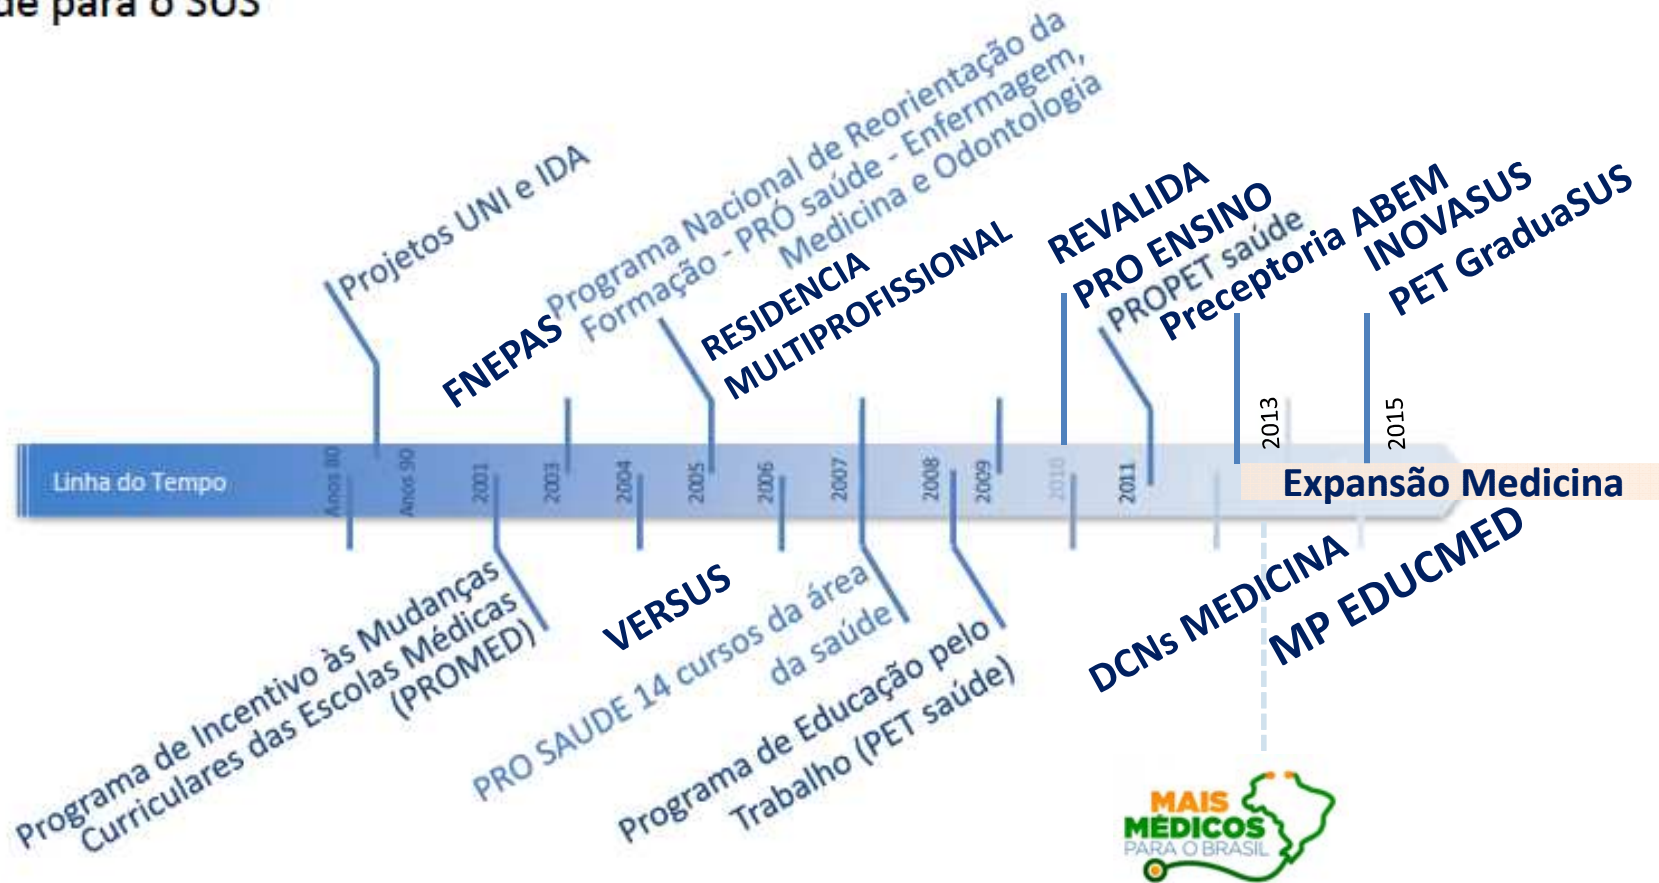 de para o SUS
Projetos UNI e IDA
FNEPAS
Programa Nacional de Reorientação da
Formação - PRÓ saúde - Enfermagem,
Medicina e Odontologia
RESIDENCIA
MULTIPROFISSIONAL
REVALIDA
PRO ENSINO
PROPET saúde
Preceptoria ABEM
INOVASUS
PET GraduaSUS
Linha do Tempo
Anos 80
Anos 90
2001
2003
2004
2005
2006
2007
2008
2009
2010
2011
2013
2015
Expansão Medicina
Programa de Incentivo às Mudanças
Curriculares das Escolas Médicas
(PROMED)
VERSUS
PRO SAUDE 14 cursos da área
da saúde
Programa de Educação pelo
Trabalho (PET saúde)
DCNs MEDICINA
MP EDUCMED
MAIS
MÉDICOS
PARA O BRASIL